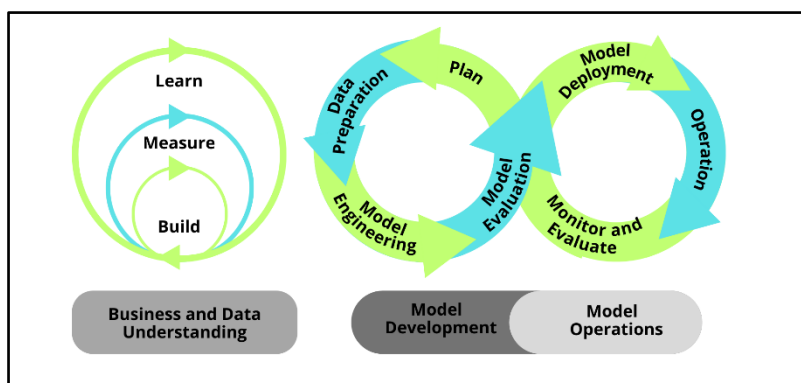 Learn
Measure
Build
Business and Data
Understanding
Plan
Data
Preparation
Model
Engineering
Model
Evaluation
Model
Deployment
Operation
Monitor and
Evaluate
Model
Development
Model
Operations